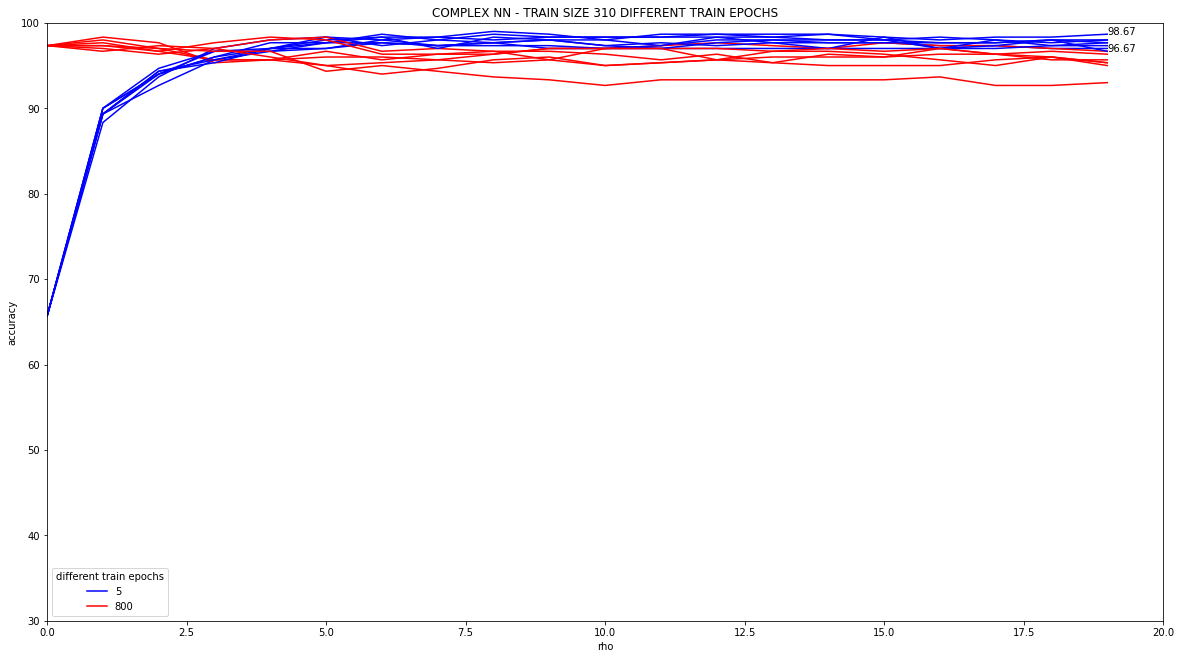 COMPLEX NN - TRAIN SIZE 310 DIFFERENT TRAIN EPOCHS
100
90
80
70
60
50
40
30
accuracy
98.67
96.67
different train epochs
5
800
0.0 2.5 5.0 7.5 10.0 12.5 15.0 17.5 20.0
rho